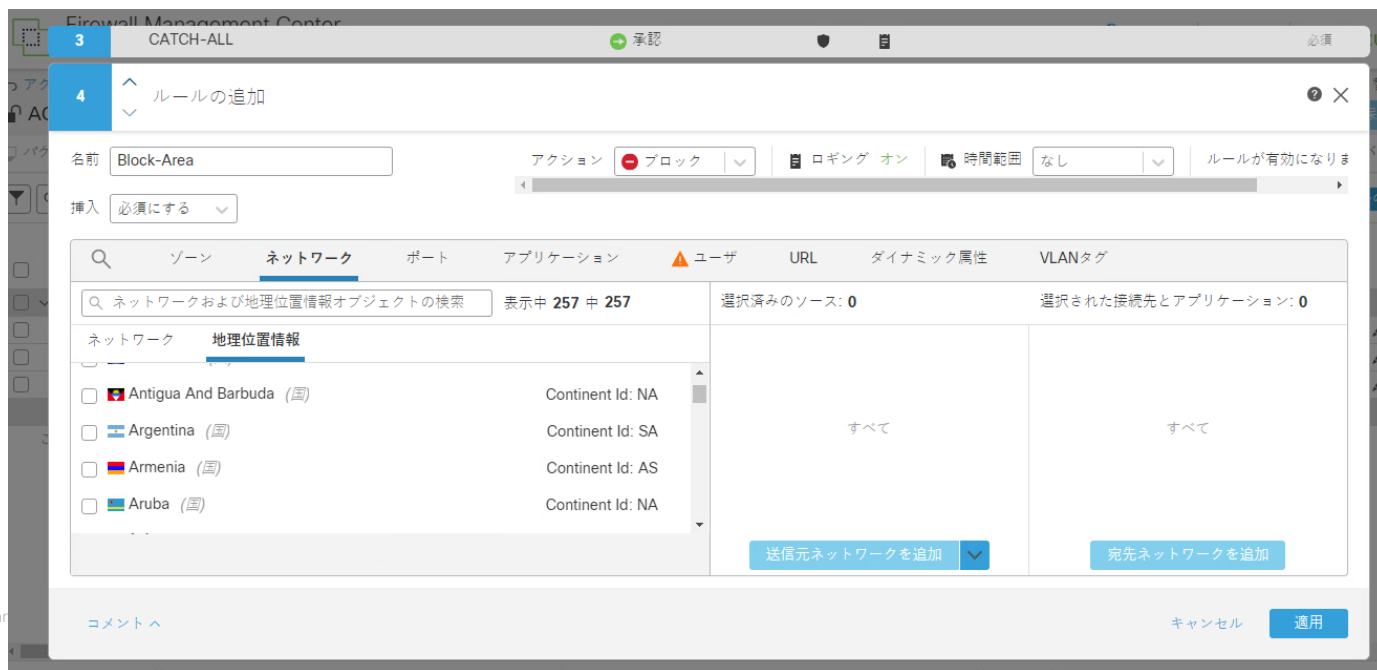 Firewall Management Center
3 CATCH-ALL 承認 必須
4 ルールの追加
名前 Block-Area アクション ブロック ロギング オン 時間範囲 なし ルールが有効になりま
挿入 必須にする
ゾーン ネットワーク ポート アプリケーション ユーザ URL ダイナミック属性 VLANタグ
ネットワークおよび地理位置情報オブジェクトの検索 表示中 257 中 257 選択済みのソース: 0 選択された接続先とアプリケーション: 0
ネットワーク 地理位置情報
Antigua And Barbuda (国) Continent Id: NA
Argentina (国) Continent Id: SA
すべて すべて
Armenia (国) Continent Id: AS
Aruba (国) Continent Id: NA
送信元ネットワークを追加 宛先ネットワークを追加
コメント キャンセル 適用